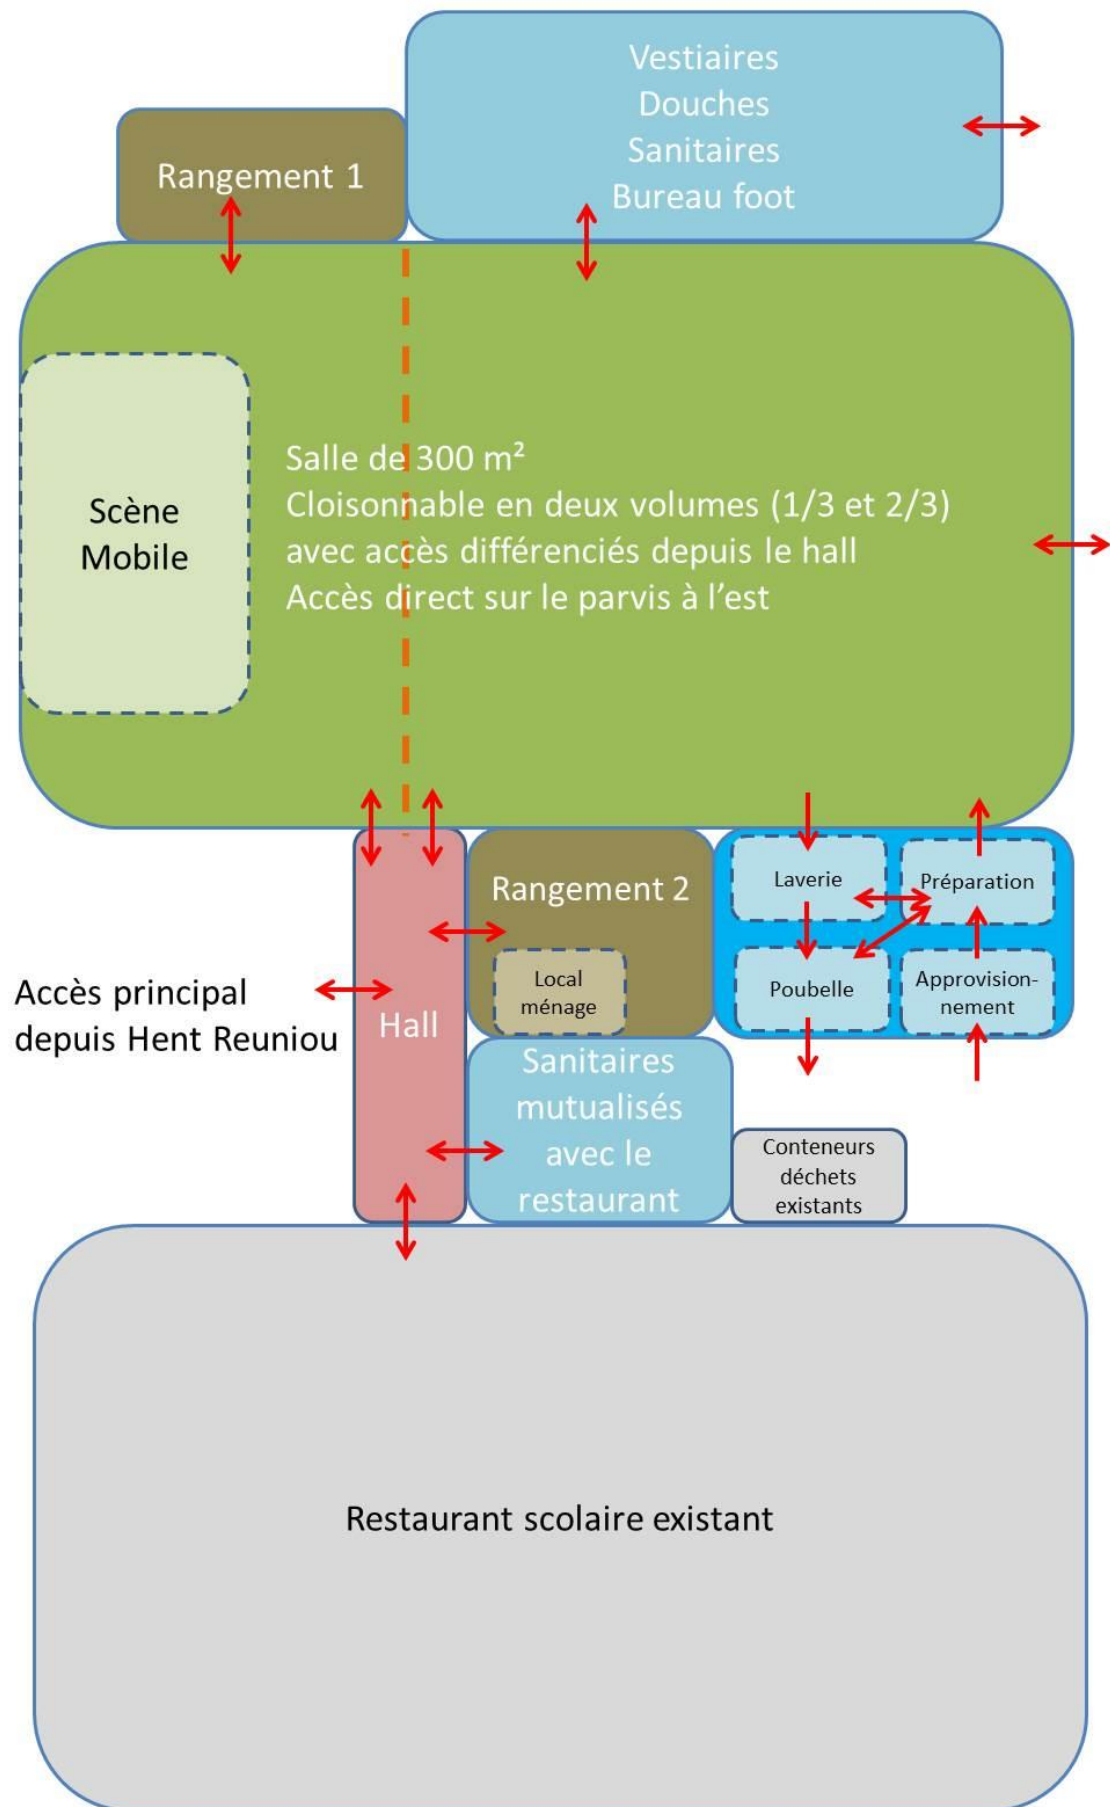 Vestiaires
Douches
Sanitaires
Bureau foot
Rangement 1
Scène
Mobile
Salle de 300 m²
Cloisonnable en deux volumes (1/3 et 2/3)
avec accès différenciés depuis le hall
Accès direct sur le parvis à l’est
Laverie
Préparation
Rangement 2
Local
ménage
Poubelle
Approvision-
nement
Accès principal
depuis Hent Reuniou
Hall
Sanitaires
mutualisés
avec le
restaurant
Conteneurs
déchets
existants
Restaurant scolaire existant